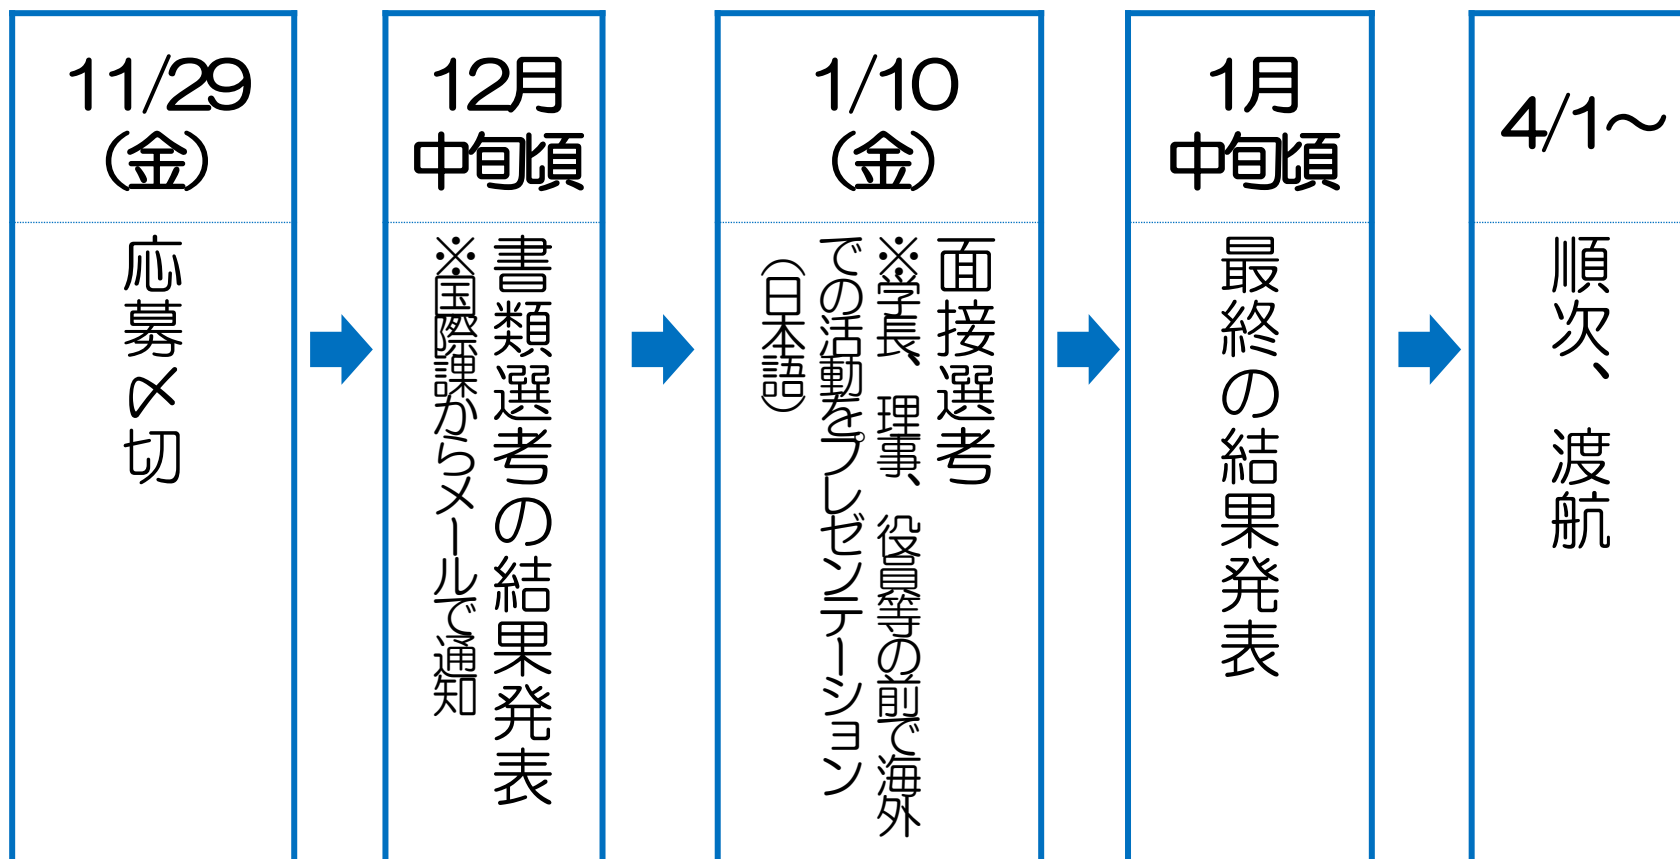 11/29
(金)
応募〆切
12月
中旬頃
書類選考の結果発表
※国際課からメールで通知
1/10
(金)
面接選考
※学長、理事、役員等の前で海外
での活動をプレゼンテーション
(日本語)
1月
中旬頃
最終の結果発表
4/1～
順次、渡航